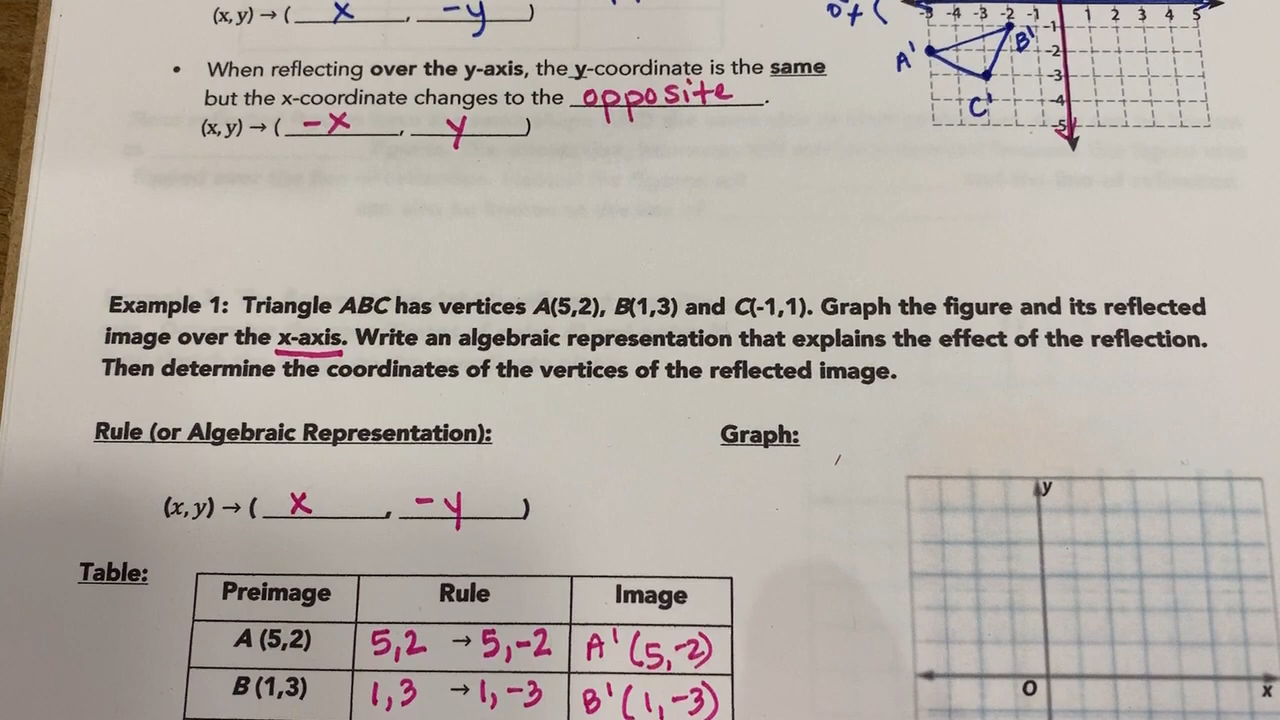 (x, y) → ( x , -y )
• When reflecting over the y-axis, the y-coordinate is the same
but the x-coordinate changes to the opposite.
(x, y) → ( -x , y )
-5 -4 -3 -2 -1 1 2 3 4 5
-1
-2
-3
-4
-5
A'
B'
C'
Example 1: Triangle ABC has vertices A(5,2), B(1,3) and C(-1,1). Graph the figure and its reflected
image over the x-axis. Write an algebraic representation that explains the effect of the reflection.
Then determine the coordinates of the vertices of the reflected image.
Rule (or Algebraic Representation):
(x, y) → ( x , -y )
Graph:
y
O
x
Table:
Preimage Rule Image
A (5,2) 5,2 → 5,-2 A' (5,-2)
B (1,3) 1,3 → 1,-3 B' (1,-3)